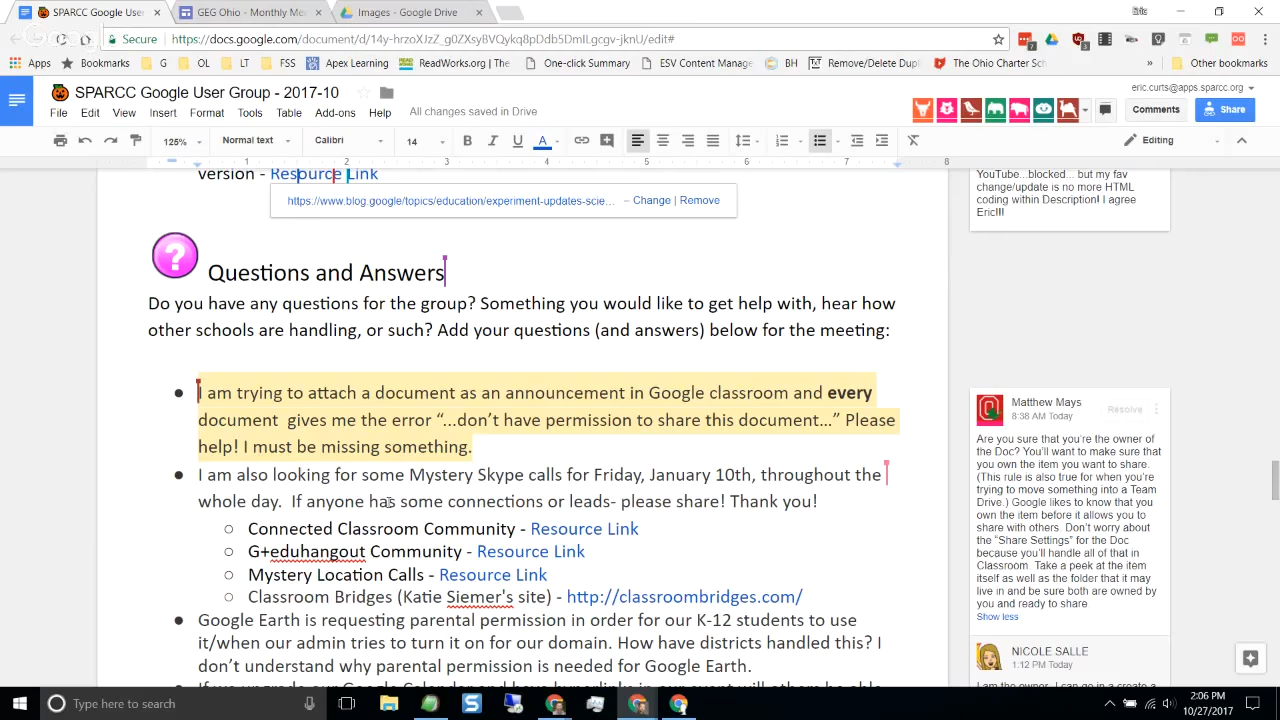 SPARCC Google User
GEG Ohio - Monthly Me
Images - Google Drive
Secure
https://docs.google.com/document/d/14y-hrzoXJzZ_g0ZXsyBVQykq8pDdb5DmILgcgv-jknU/edit#
Apps
Bookmarks
G
OL
LT
FSS
Apex Learning
ReadWorks.org | The
One-click Summary
ESV Content Manage
BH
Remove/Delete Dupl
The Ohio Charter Sch
Other bookmarks
SPARCC Google User Group - 2017-10
eric.curts@apps.sparcc.org
File Edit View Insert Format Tools Table Add-ons Help
All changes saved in Drive
Comments
Share
125%
Normal text
Calibri
14
B I U A
Editing
1 2 3 4 5 6 7 8
version - Resource Link
https://www.blog.google/topics/education/experiment-updates-scie... – Change | Remove
YouTube...blocked... but my fav
change/update is no more HTML
coding within Description! I agree
Eric!!!
? Questions and Answers
Do you have any questions for the group? Something you would like to get help with, hear how
other schools are handling, or such? Add your questions (and answers) below for the meeting:
● I am trying to attach a document as an announcement in Google classroom and every
document gives me the error “...don’t have permission to share this document...” Please
help! I must be missing something.
● I am also looking for some Mystery Skype calls for Friday, January 10th, throughout the
whole day. If anyone has some connections or leads- please share! Thank you!
○ Connected Classroom Community - Resource Link
○ G+eduhangout Community - Resource Link
○ Mystery Location Calls - Resource Link
○ Classroom Bridges (Katie Siemer's site) - http://classroombridges.com/
● Google Earth is requesting parental permission in order for our K-12 students to use
it/when our admin tries to turn it on for our domain. How have districts handled this? I
don’t understand why parental permission is needed for Google Earth.
Matthew Mays
8:38 AM Today
Resolve
Are you sure that you're the owner of
the Doc? You'll want to make sure that
you own the item you want to share.
(This rule is also true for when you're
trying to move something into a Team
Drive.) Google likes to know that you
own the item before it allows you to
share with others. Don't worry about
the "Share Settings" for the Doc
because you'll handle all of that in
Classroom. Take a peek at the item
itself as well as the folder that it may
live in and be sure both are owned by
you and ready to share.
Show less
NICOLE SALLE
1:12 PM Today
Type here to search
2:06 PM
10/27/2017